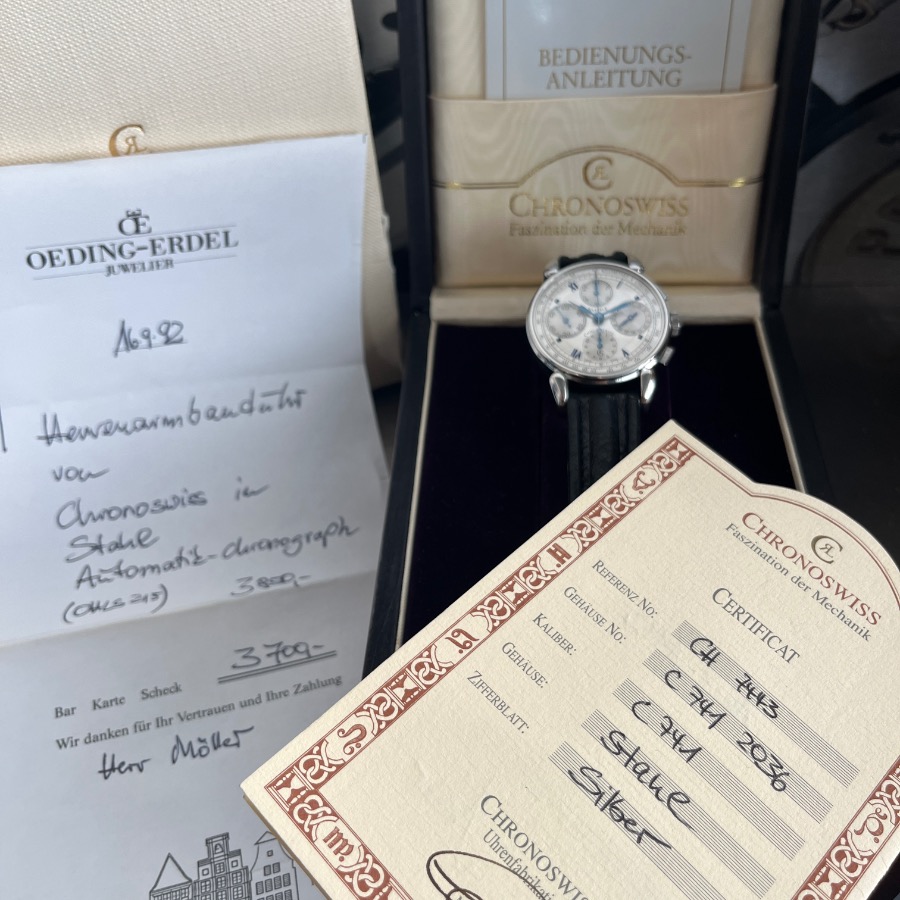 BEDIENUNGS-
ANLEITUNG
CHRONOSWISS
Faszination der Mechanik
OE
OEDING-ERDEL
JUWELIER
16.9.92
1 Herrenarmbanduhr
von
Chronoswiss in
Stahl
Automatik-Chronograph
3800,-
3700,-
Bar Karte Scheck
Wir danken für Ihr Vertrauen und Ihre Zahlung
Herr Möller
CHRONOSWISS
Faszination der Mechanik
CERTIFICAT
REFERENZ NO: CH 7443
GEHÄUSE NO: C 741 2036
KALIBER: C 741
GEHÄUSE: Stahl
ZIFFERBLATT: Silber
CHRONOSWISS